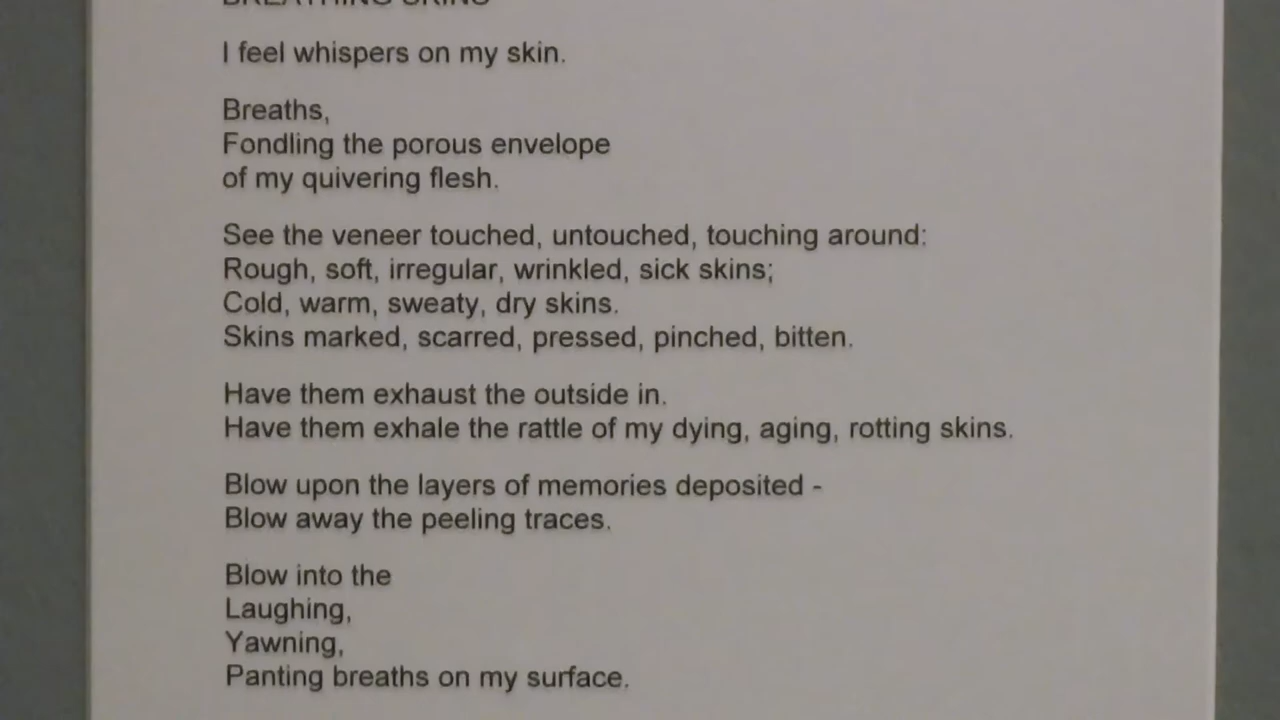 BREATHING SKINS
I feel whispers on my skin.
Breaths,
Fondling the porous envelope
of my quivering flesh.
See the veneer touched, untouched, touching around:
Rough, soft, irregular, wrinkled, sick skins;
Cold, warm, sweaty, dry skins.
Skins marked, scarred, pressed, pinched, bitten.
Have them exhaust the outside in.
Have them exhale the rattle of my dying, aging, rotting skins.
Blow upon the layers of memories deposited -
Blow away the peeling traces.
Blow into the
Laughing,
Yawning,
Panting breaths on my surface.